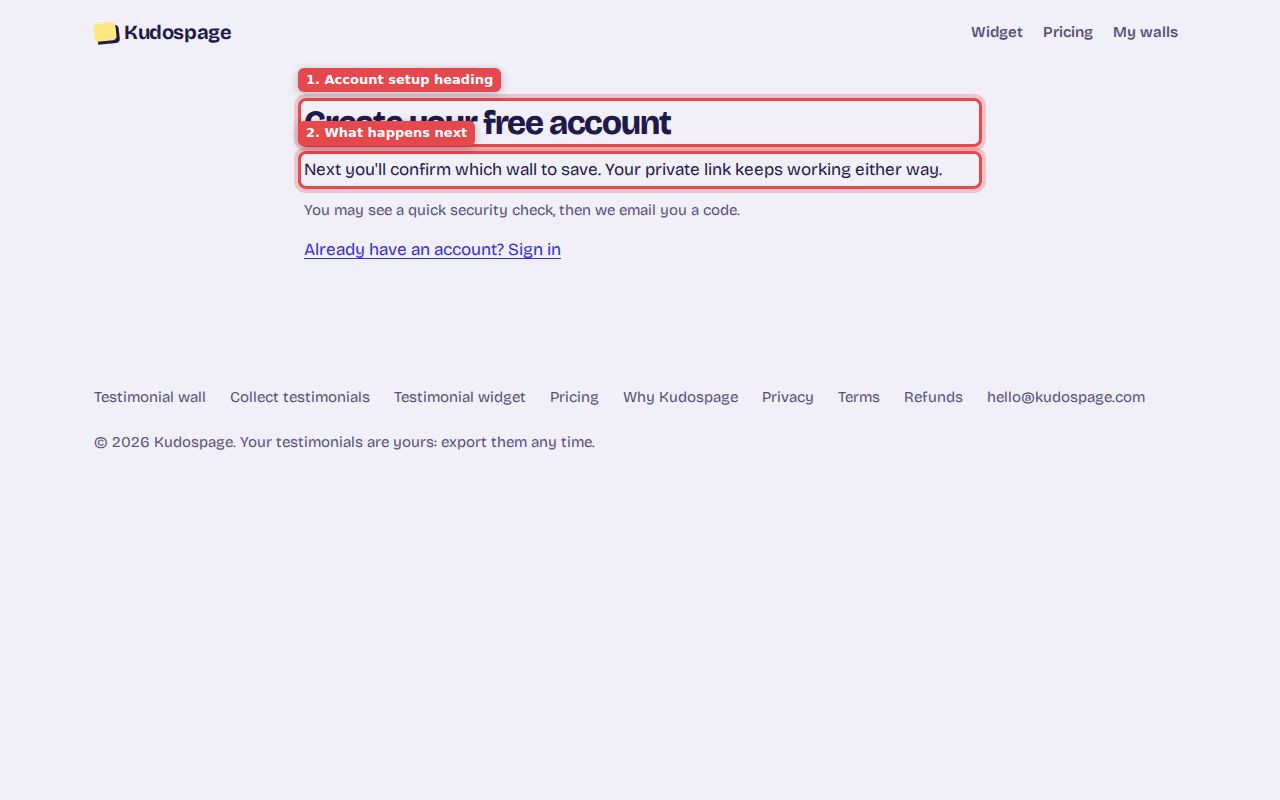 Kudospage
Widget Pricing My walls
1. Account setup heading
Create your free account
2. What happens next
Next you'll confirm which wall to save. Your private link keeps working either way.
You may see a quick security check, then we email you a code.
Already have an account? Sign in
Testimonial wall Collect testimonials Testimonial widget Pricing Why Kudospage Privacy Terms Refunds hello@kudospage.com
© 2026 Kudospage. Your testimonials are yours: export them any time.